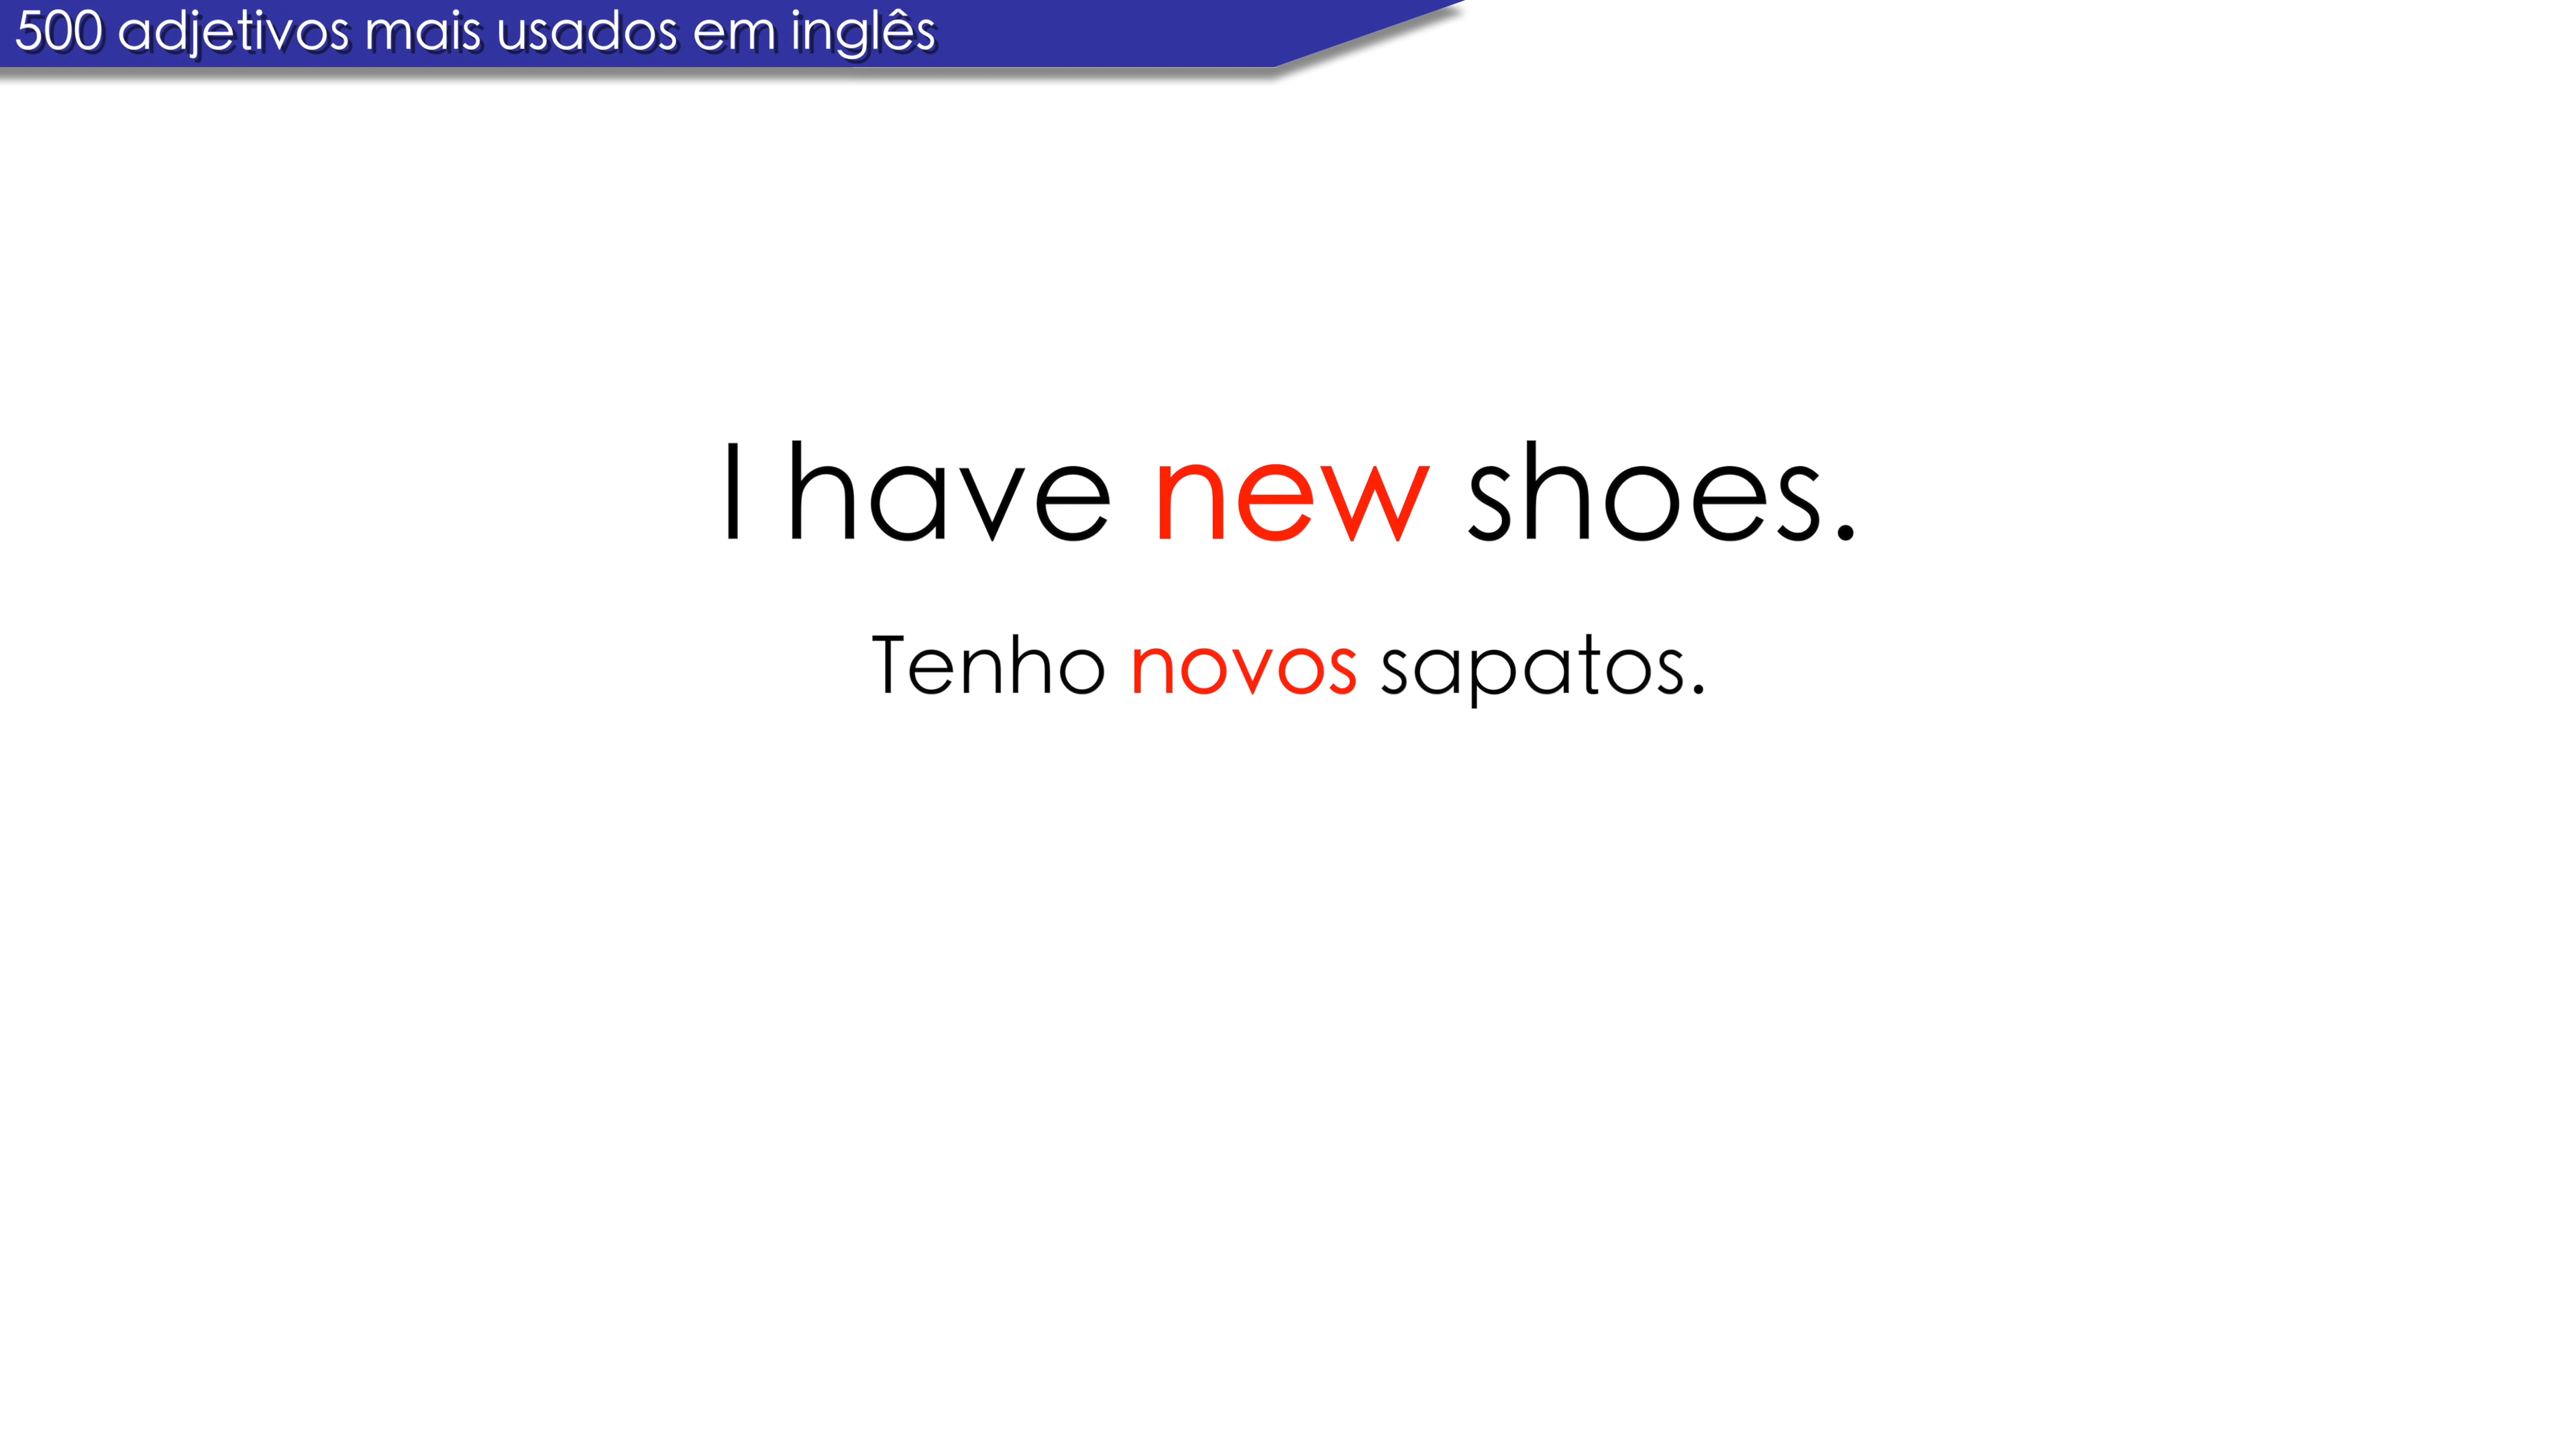 500 adjetivos mais usados em inglês
I have new shoes.
Tenho novos sapatos.